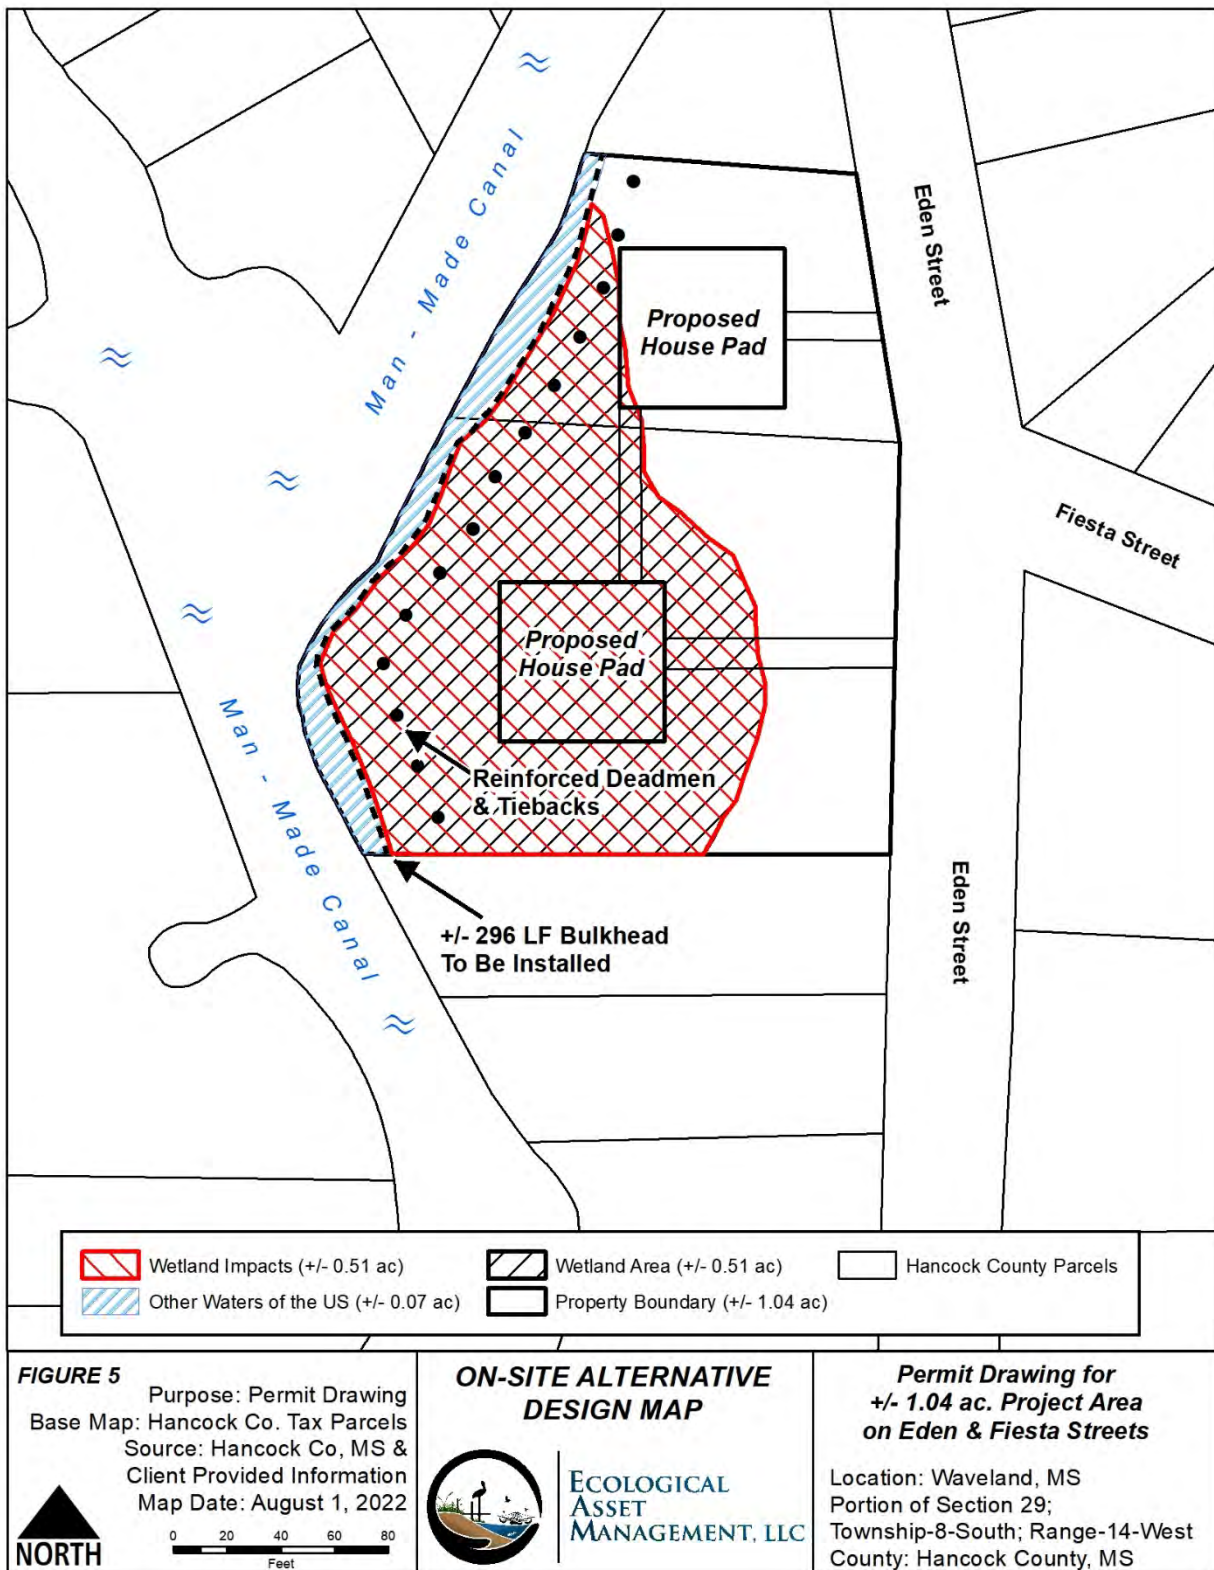 Man - Made Canal
Eden Street
Proposed
House Pad
Fiesta Street
Proposed
House Pad
Man - Made Canal
Reinforced Deadmen
& Tiebacks
Eden Street
+/- 296 LF Bulkhead
To Be Installed
Wetland Impacts (+/- 0.51 ac)
Wetland Area (+/- 0.51 ac)
Hancock County Parcels
Other Waters of the US (+/- 0.07 ac)
Property Boundary (+/- 1.04 ac)
FIGURE 5
Purpose: Permit Drawing
Base Map: Hancock Co. Tax Parcels
Source: Hancock Co, MS &
Client Provided Information
Map Date: August 1, 2022
NORTH
0 20 40 60 80
Feet
ON-SITE ALTERNATIVE
DESIGN MAP
ECOLOGICAL
ASSET
MANAGEMENT, LLC
Permit Drawing for
+/- 1.04 ac. Project Area
on Eden & Fiesta Streets
Location: Waveland, MS
Portion of Section 29;
Township-8-South; Range-14-West
County: Hancock County, MS